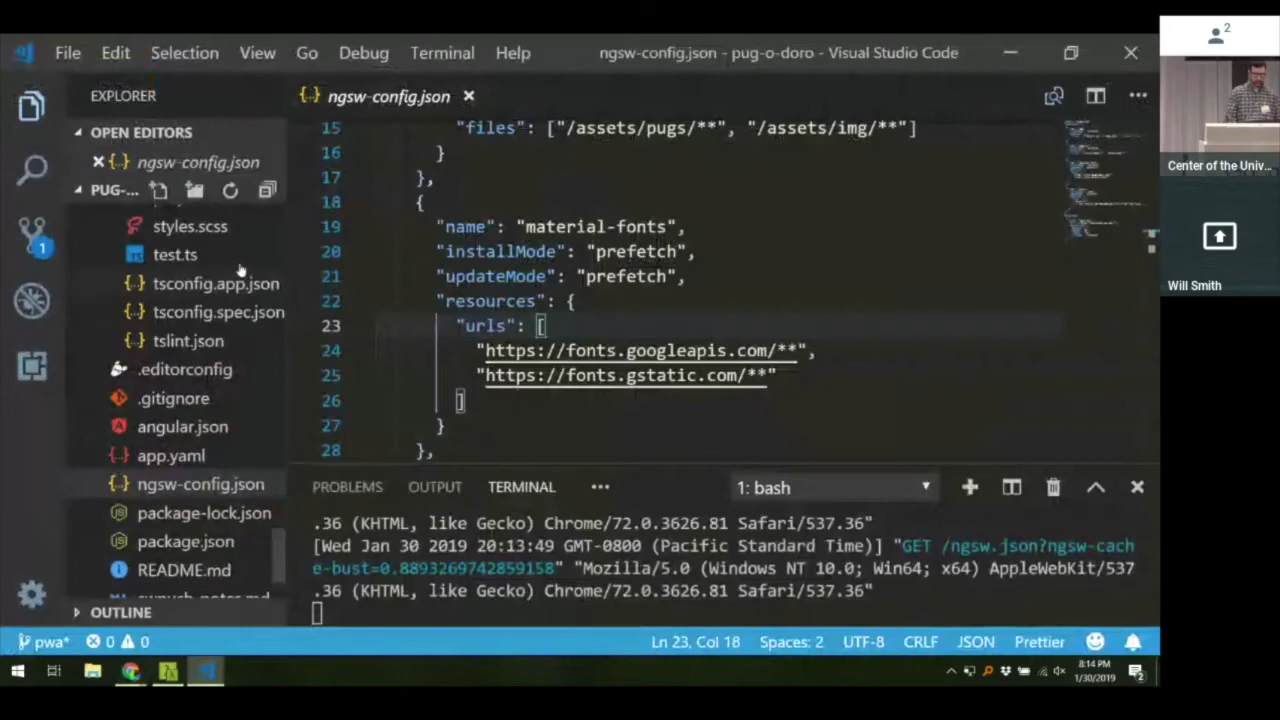 File Edit Selection View Go Debug Terminal Help
ngsw-config.json - pug-o-doro - Visual Studio Code
2
EXPLORER
OPEN EDITORS
{..} ngsw-config.json
PUG-...
styles.scss
TS test.ts
{..} tsconfig.app.json
{..} tsconfig.spec.json
{..} tslint.json
.editorconfig
.gitignore
angular.json
{..} app.yaml
{..} ngsw-config.json
package-lock.json
package.json
README.md
OUTLINE
1
{..} ngsw-config.json
15 "files": ["/assets/pugs/**", "/assets/img/**"]
16 }
17 },
18 {
19 "name": "material-fonts",
20 "installMode": "prefetch",
21 "updateMode": "prefetch",
22 "resources": {
23 "urls": [
24 "https://fonts.googleapis.com/**",
25 "https://fonts.gstatic.com/**"
26 ]
27 }
28 },
PROBLEMS OUTPUT TERMINAL ... 1: bash
.36 (KHTML, like Gecko) Chrome/72.0.3626.81 Safari/537.36"
[Wed Jan 30 2019 20:13:49 GMT-0800 (Pacific Standard Time)] "GET /ngsw.json?ngsw-cach
e-bust=0.8893269742859158" "Mozilla/5.0 (Windows NT 10.0; Win64; x64) AppleWebKit/537
.36 (KHTML, like Gecko) Chrome/72.0.3626.81 Safari/537.36"
pwa* 0 0 Ln 23, Col 18 Spaces: 2 UTF-8 CRLF JSON Prettier
8:14 PM
1/30/2019
2
Center of the Univ...
Will Smith